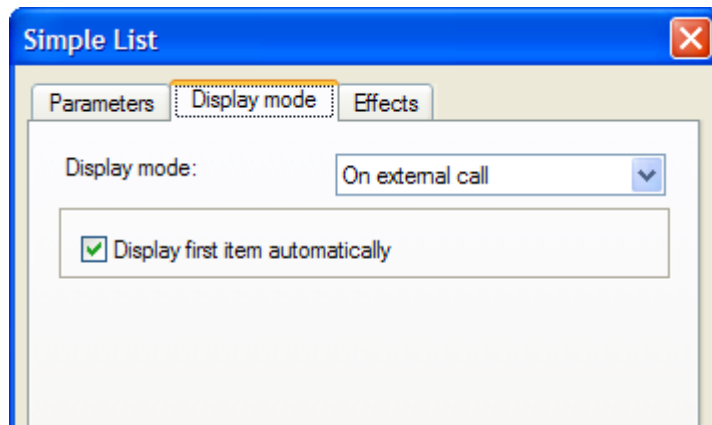 Simple List
Parameters Display mode Effects
Display mode: On external call
Display first item automatically